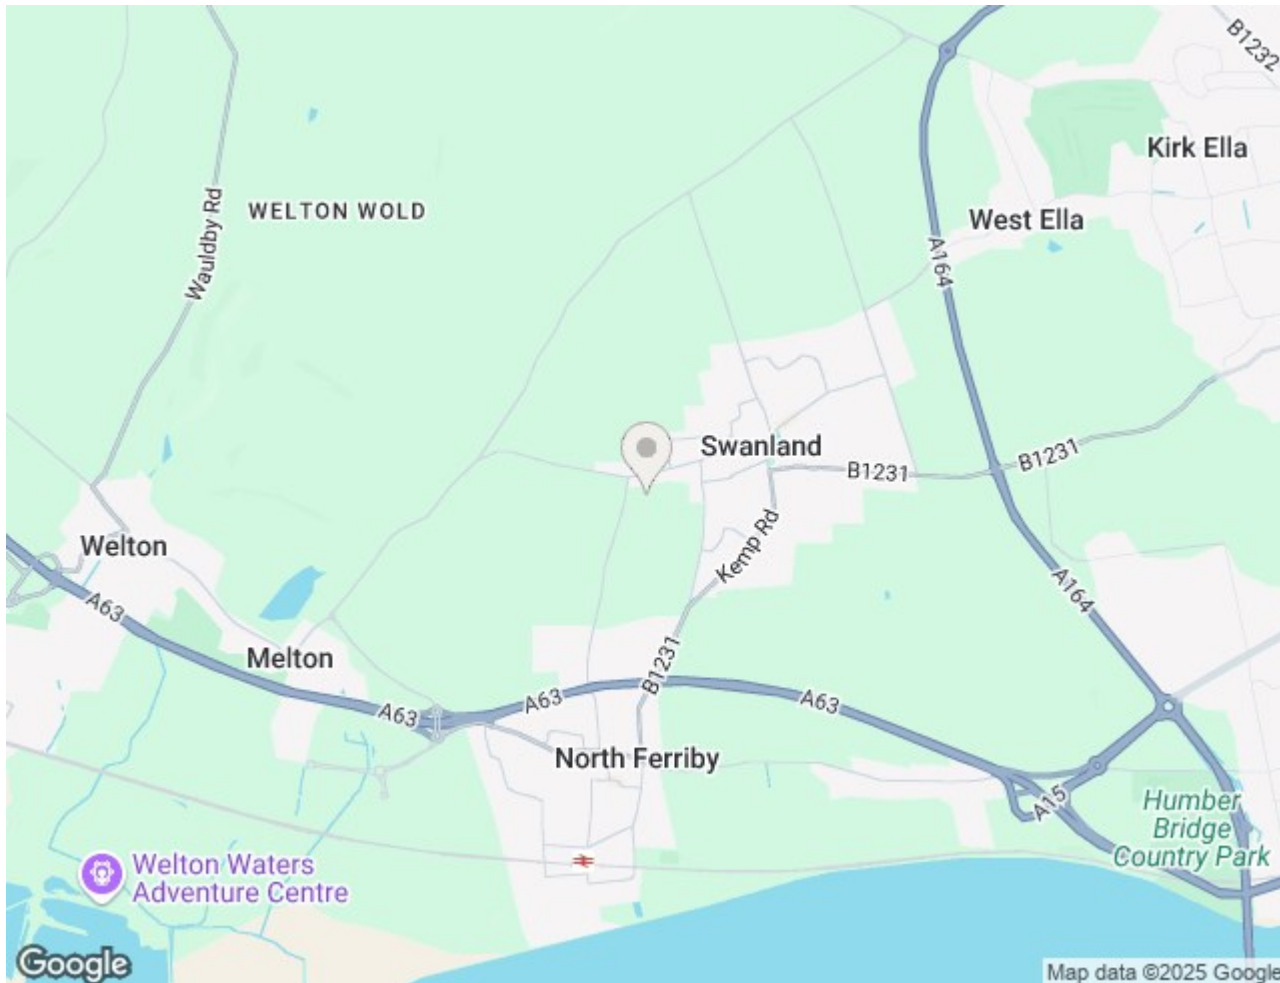 B1232
Kirk Ella
Wauldby Rd
WELTON WOLD
West Ella
A164
Swanland
B1231
B1231
Kemp Rd
Welton
A63
A164
Melton
B1231
A63
A63
A63
North Ferriby
A15
Humber
Bridge
Country Park
Welton Waters
Adventure Centre
Google
Map data ©2025 Google